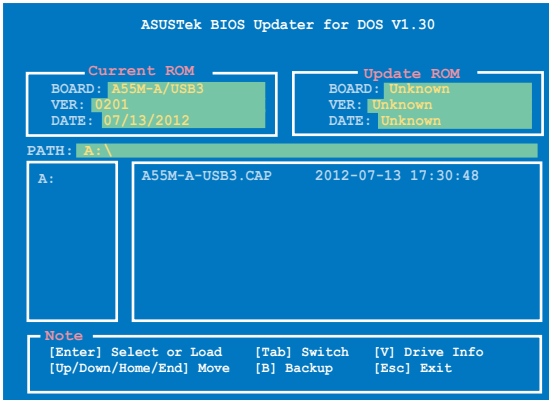 ASUSTek BIOS Updater for DOS V1.30
Current ROM
BOARD: A55M-A/USB3
VER: 0201
DATE: 07/13/2012
Update ROM
BOARD: Unknown
VER: Unknown
DATE: Unknown
PATH: A:\
A:
A55M-A-USB3.CAP 2012-07-13 17:30:48
Note
[Enter] Select or Load [Tab] Switch [V] Drive Info
[Up/Down/Home/End] Move [B] Backup [Esc] Exit